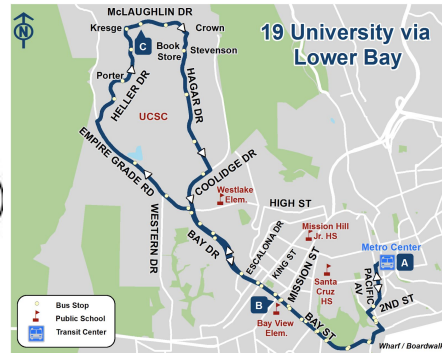 McLAUGHLIN DR
19 University via
Lower Bay
Kresge
Crown
C
Book
Store
Stevenson
Porter
HELLER DR
HAGAR DR
UCSC
EMPIRE GRADE RD
COOLIDGE DR
Westlake
Elem.
HIGH ST
WESTERN DR
BAY DR
ESCALONA DR
KING ST
MISSION ST
Mission Hill
Jr. HS
Metro Center
A
Santa
Cruz
HS
PACIFIC
AV
2ND ST
B
Bay View
Elem.
BAY ST
Wharf / Boardwalk
N
Bus Stop
Public School
Transit Center